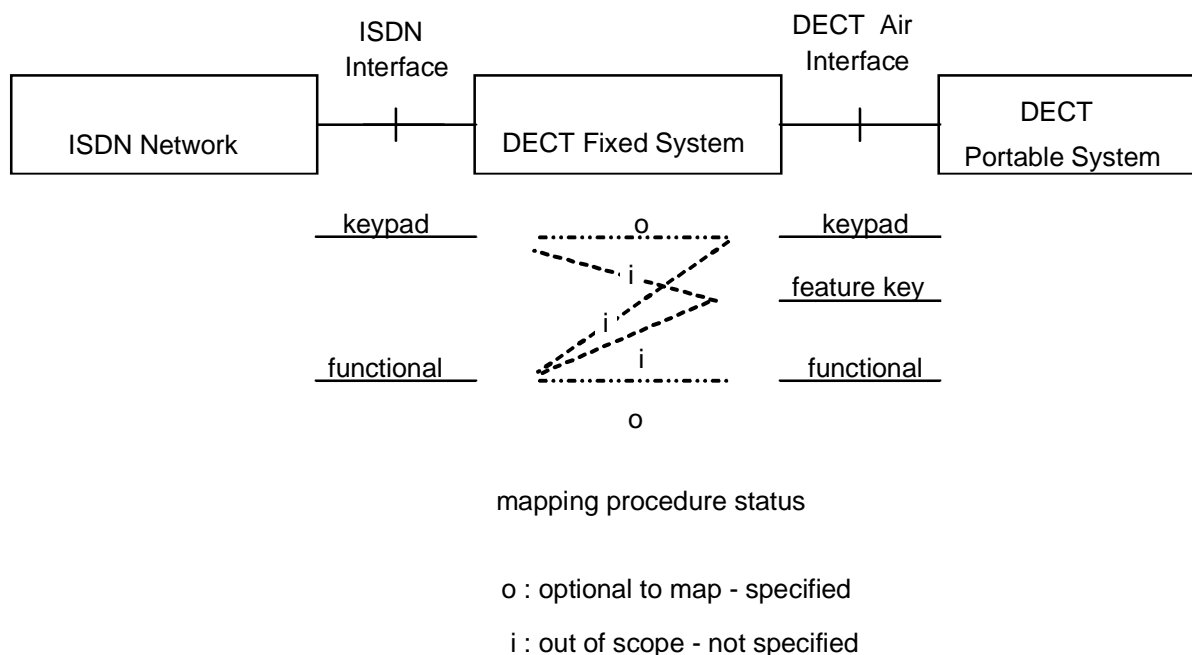 ISDN
Interface
DECT Air
Interface
ISDN Network
DECT Fixed System
DECT
Portable System
keypad
o
keypad
i
feature key
i
functional
i
functional
o
mapping procedure status
o : optional to map - specified
i : out of scope - not specified